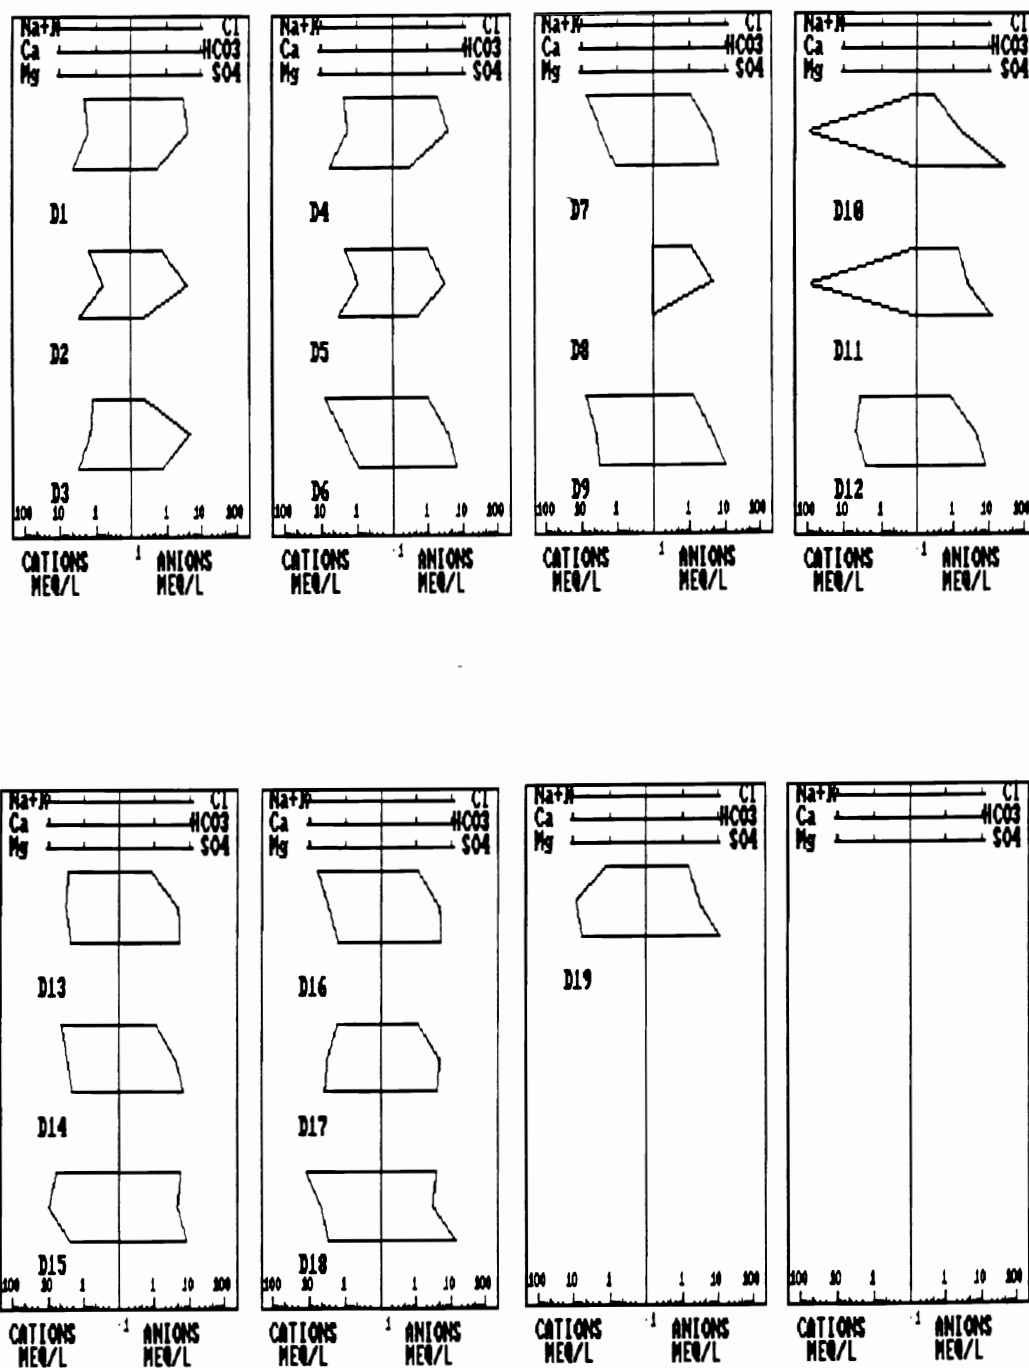 Na+K Cl
Ca HCO3
Mg SO4
D1
D2
D3
100 10 1 1 10 100
.1
CATIONS ANIONS
MEQ/L MEQ/L
Na+K Cl
Ca HCO3
Mg SO4
D4
D5
D6
100 10 1 1 10 100
.1
CATIONS ANIONS
MEQ/L MEQ/L
Na+K Cl
Ca HCO3
Mg SO4
D7
D8
D9
100 10 1 1 10 100
.1
CATIONS ANIONS
MEQ/L MEQ/L
Na+K Cl
Ca HCO3
Mg SO4
D10
D11
D12
100 10 1 1 10 100
.1
CATIONS ANIONS
MEQ/L MEQ/L
Na+K Cl
Ca HCO3
Mg SO4
D13
D14
D15
100 10 1 1 10 100
.1
CATIONS ANIONS
MEQ/L MEQ/L
Na+K Cl
Ca HCO3
Mg SO4
D16
D17
D18
100 10 1 1 10 100
.1
CATIONS ANIONS
MEQ/L MEQ/L
Na+K Cl
Ca HCO3
Mg SO4
D19
100 10 1 1 10 100
.1
CATIONS ANIONS
MEQ/L MEQ/L
Na+K Cl
Ca HCO3
Mg SO4
100 10 1 1 10 100
.1
CATIONS ANIONS
MEQ/L MEQ/L